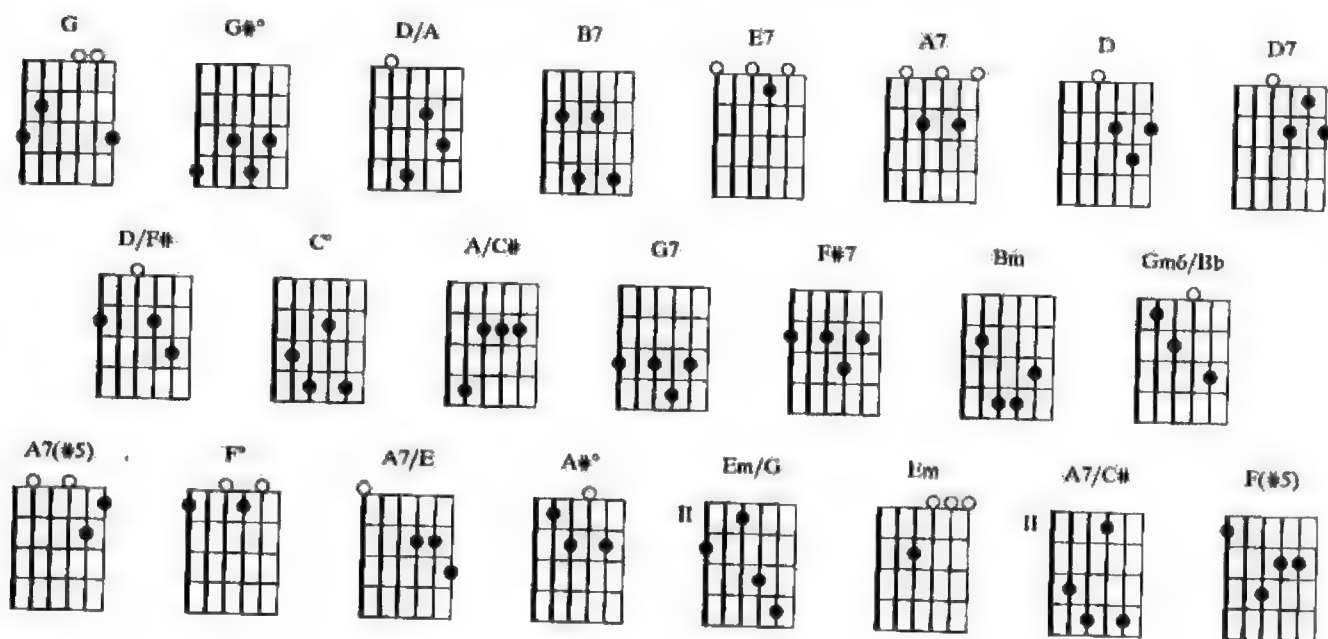 G G#° D/A B7 E7 A7 D D7
D/F# C° A/C# G7 F#7 Bm Gm6/Bb
A7(#5) F° A7/E A#° Em/G Em A7/C# F(#5)
II II